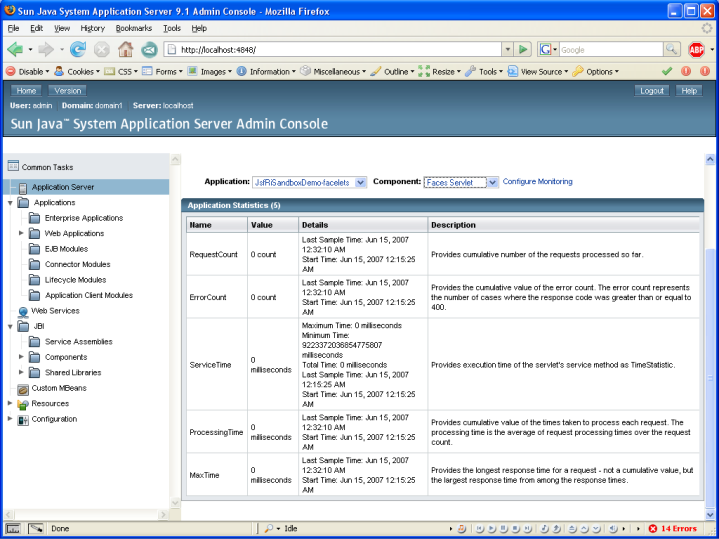 Sun Java System Application Server 9.1 Admin Console - Mozilla Firefox
File Edit View History Bookmarks Tools Help
http://localhost:4848/
Google
ABP
Disable Cookies CSS Forms Images Information Miscellaneous Outline Resize Tools View Source Options
Home Version Logout Help
User: admin Domain: domain1 Server: localhost
Sun Java™ System Application Server Admin Console
Common Tasks
Application Server
Applications
Enterprise Applications
Web Applications
EJB Modules
Connector Modules
Lifecycle Modules
Application Client Modules
Web Services
JBI
Service Assemblies
Components
Shared Libraries
Custom MBeans
Resources
Configuration
Application: JsfRiSandboxDemo-facelets Component: Faces Servlet Configure Monitoring
Application Statistics (5)
Name Value Details Description
RequestCount 0 count Last Sample Time: Jun 15, 2007
12:32:10 AM
Start Time: Jun 15, 2007 12:15:25
AM
Provides cumulative number of the requests processed so far.
ErrorCount 0 count Last Sample Time: Jun 15, 2007
12:32:10 AM
Start Time: Jun 15, 2007 12:15:25
AM
Provides the cumulative value of the error count. The error count represents
the number of cases where the response code was greater than or equal to
400.
ServiceTime 0
milliseconds
Maximum Time: 0 milliseconds
Minimum Time:
9223372036854775807
milliseconds
Total Time: 0 milliseconds
Last Sample Time: Jun 15, 2007
12:15:25 AM
Start Time: Jun 15, 2007 12:15:25
AM
Provides execution time of the servlet's service method as TimeStatistic.
ProcessingTime 0
milliseconds
Last Sample Time: Jun 15, 2007
12:32:10 AM
Start Time: Jun 15, 2007 12:15:25
AM
Provides cumulative value of the times taken to process each request. The
processing time is the average of request processing times over the request
count.
MaxTime 0
milliseconds
Last Sample Time: Jun 15, 2007
12:32:10 AM
Start Time: Jun 15, 2007 12:15:25
AM
Provides the longest response time for a request - not a cumulative value, but
the largest response time from among the response times.
Done Idle 14 Errors